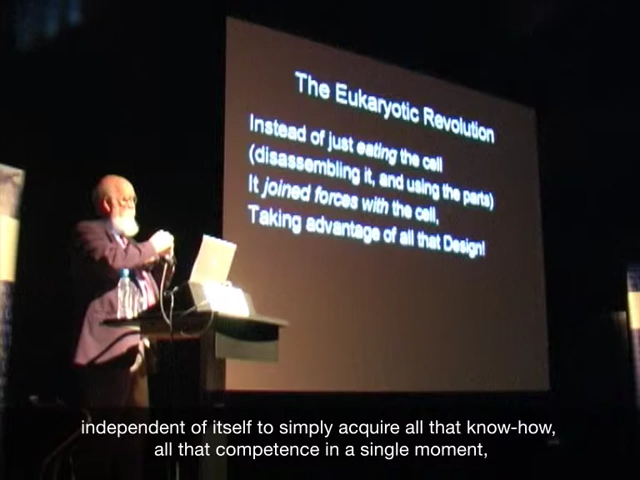 The Eukaryotic Revolution
Instead of just eating the cell
(disassembling it, and using the parts)
It joined forces with the cell,
Taking advantage of all that Design!
independent of itself to simply acquire all that know-how,
all that competence in a single moment,